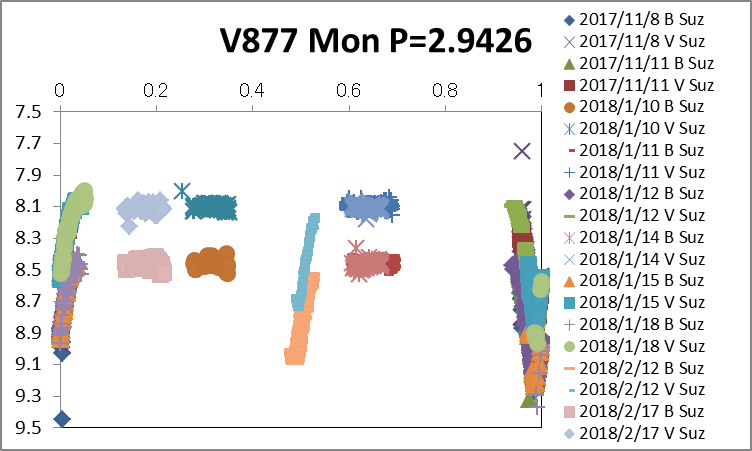 V877 Mon P=2.9426
0 0.2 0.4 0.6 0.8 1
7.5
7.7
7.9
8.1
8.3
8.5
8.7
8.9
9.1
9.3
9.5
2017/11/8 B Suz
2017/11/8 V Suz
2017/11/11 B Suz
2017/11/11 V Suz
2018/1/10 B Suz
2018/1/10 V Suz
2018/1/11 B Suz
2018/1/11 V Suz
2018/1/12 B Suz
2018/1/12 V Suz
2018/1/14 B Suz
2018/1/14 V Suz
2018/1/15 B Suz
2018/1/15 V Suz
2018/1/18 B Suz
2018/1/18 V Suz
2018/2/12 B Suz
2018/2/12 V Suz
2018/2/17 B Suz
2018/2/17 V Suz